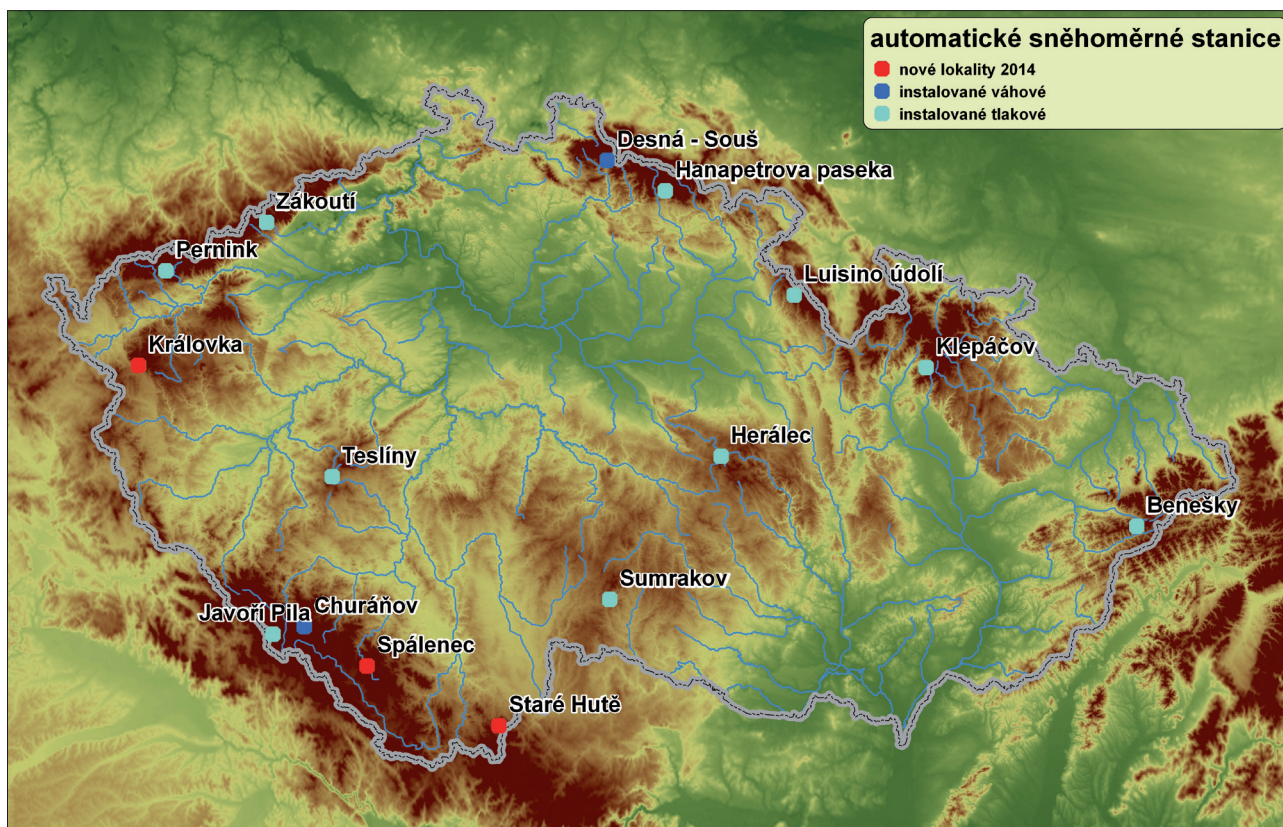 automatické sněhoměrné stanice
nové lokality 2014
instalované váhové
instalované tlakové
Desná - Souš
Hanapetrova paseka
Zákoutí
Pernink
Luisino údolí
Královka
Klepáčov
Herálec
Teslíny
Benešky
Sumrakov
Javoří Pila
Churáňov
Spálenec
Staré Hutě